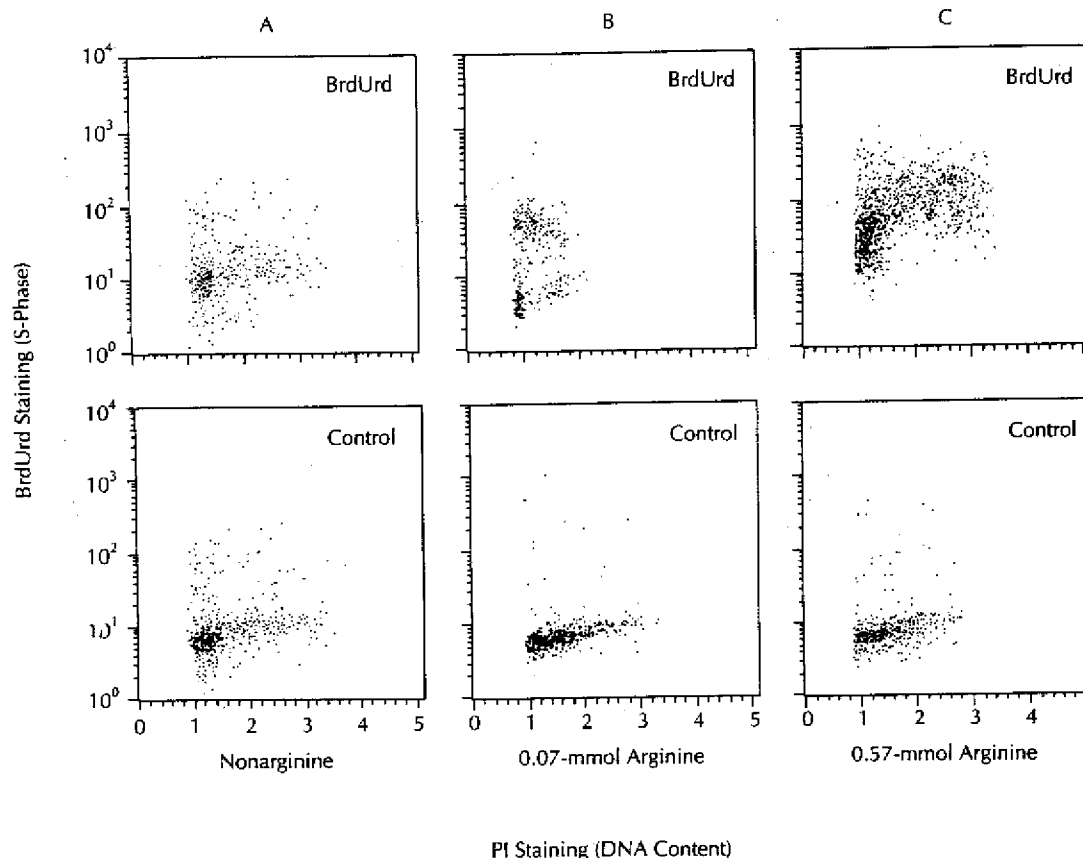 A B C
BrdUrd BrdUrd BrdUrd
10⁴
10³
10²
10¹
10⁰
Control Control Control
10⁴
10³
10²
10¹
10⁰
0 1 2 3 4 5 0 1 2 3 4 5 0 1 2 3 4
Nonarginine 0.07-mmol Arginine 0.57-mmol Arginine
BrdUrd Staining (S-Phase)
PI Staining (DNA Content)